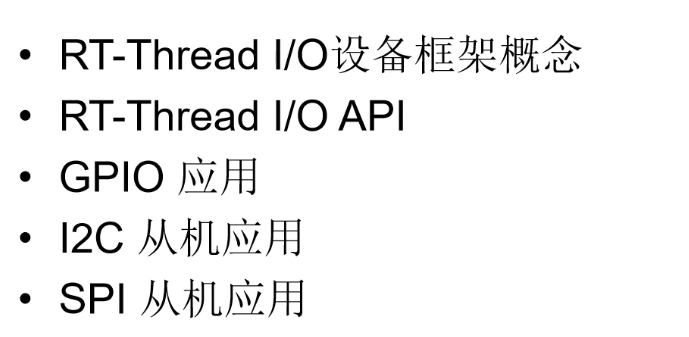 • RT-Thread I/O设备框架概念
• RT-Thread I/O API
• GPIO 应用
• I2C 从机应用
• SPI 从机应用